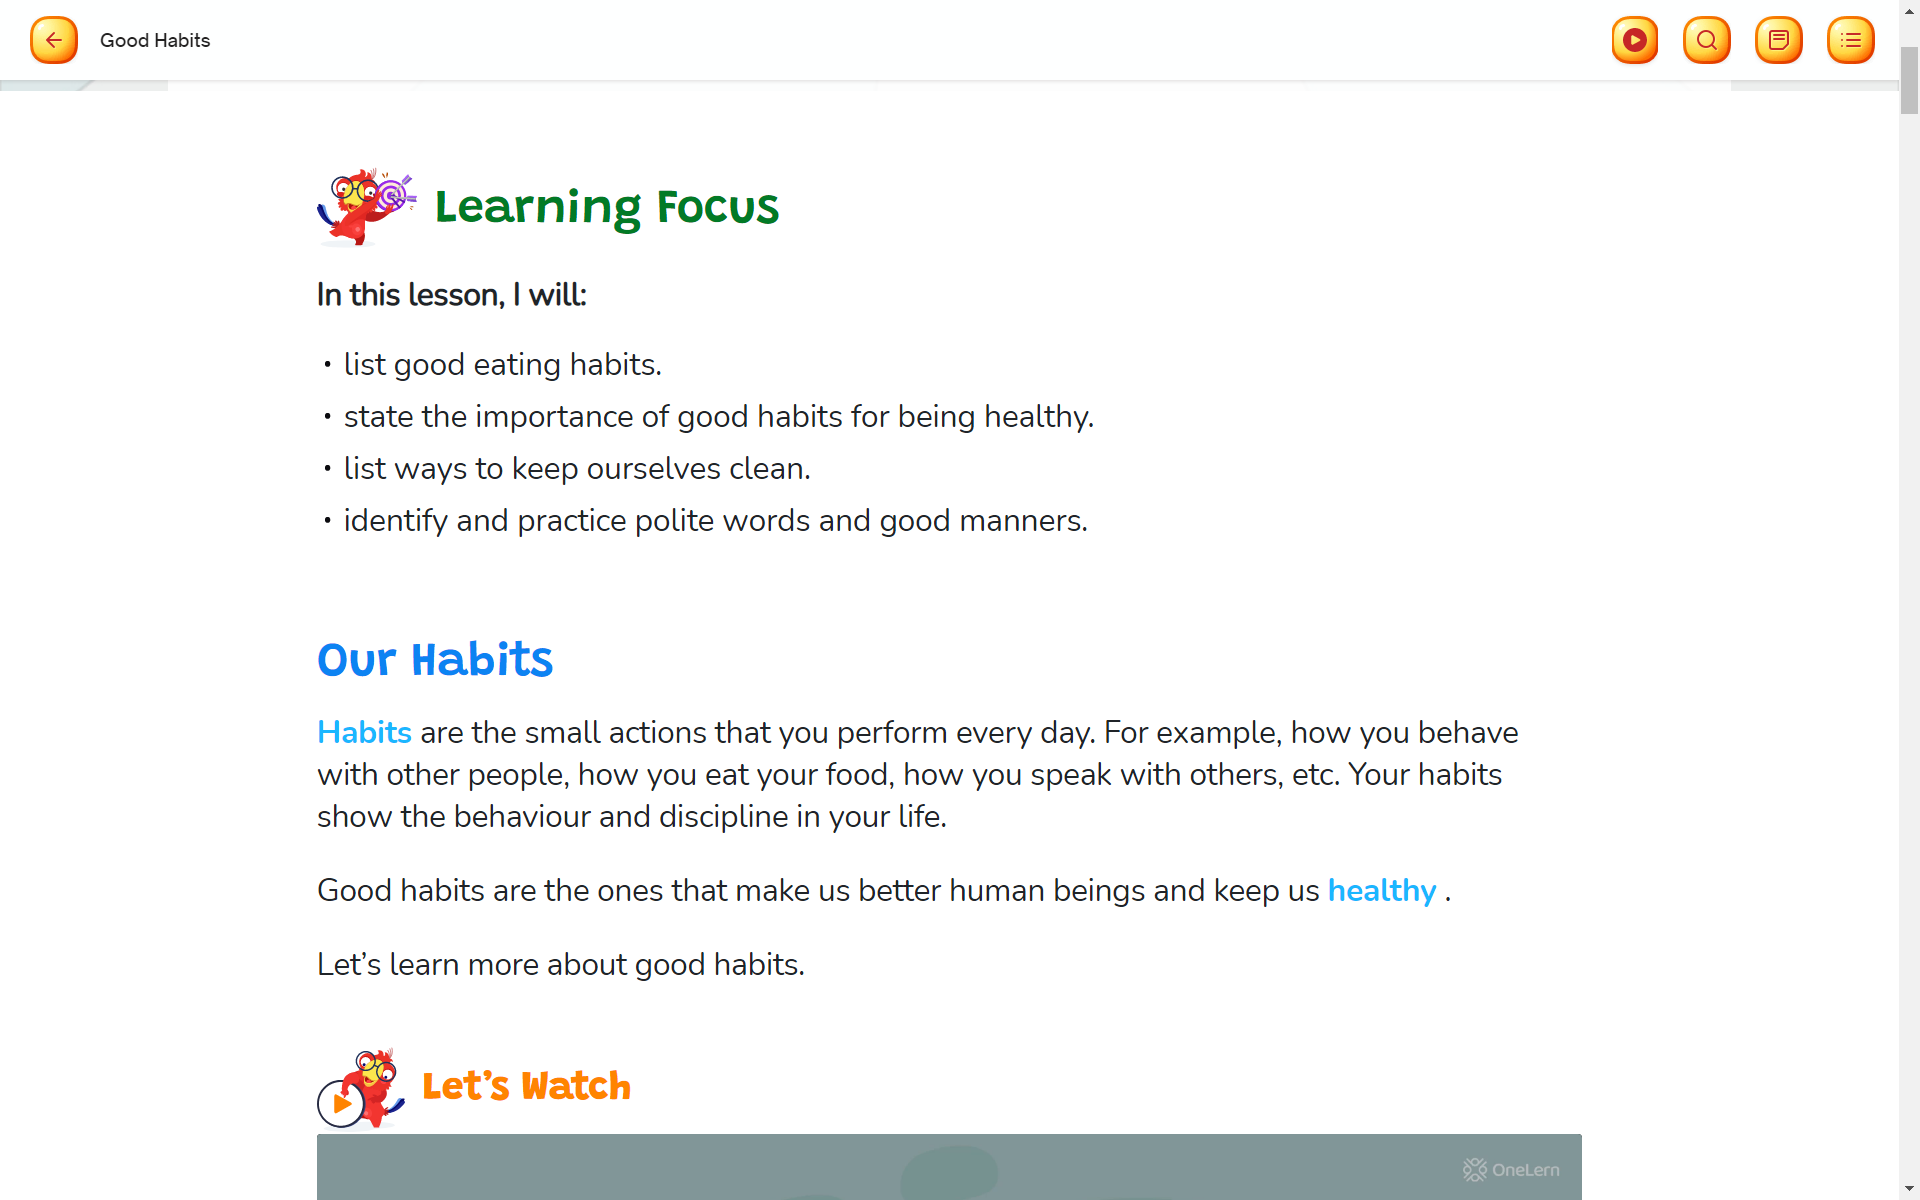 Good Habits
Learning Focus
In this lesson, I will:
• list good eating habits.
• state the importance of good habits for being healthy.
• list ways to keep ourselves clean.
• identify and practice polite words and good manners.
Our Habits
Habits are the small actions that you perform every day. For example, how you behave
with other people, how you eat your food, how you speak with others, etc. Your habits
show the behaviour and discipline in your life.
Good habits are the ones that make us better human beings and keep us healthy .
Let’s learn more about good habits.
Let’s Watch
OneLern